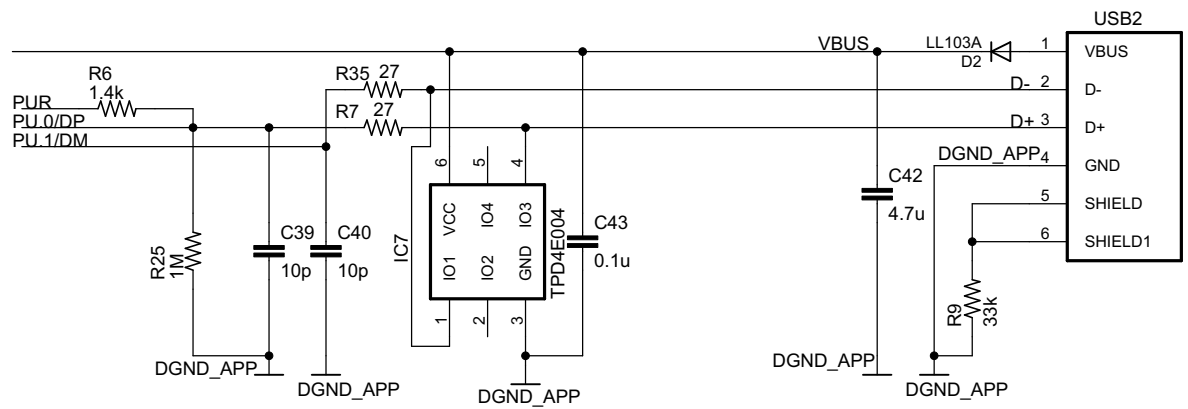 USB2
VBUS
LL103A
D2
1
VBUS
R6
1.4k
R35
27
D-
2
D-
PUR
PU.0/DP
PU.1/DM
R7
27
D+
3
D+
DGND_APP
4
GND
6
5
4
C42
4.7u
5
SHIELD
6
SHIELD1
VCC
IO4
IO3
C43
0.1u
R25
1M
C39
10p
C40
10p
IC7
IO1
IO2
GND
TPD4E004
R9
33k
1
2
3
DGND_APP
DGND_APP
DGND_APP
DGND_APP
DGND_APP